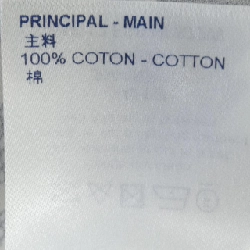 PRINCIPAL - MAIN
主料
100% COTON - COTTON
棉